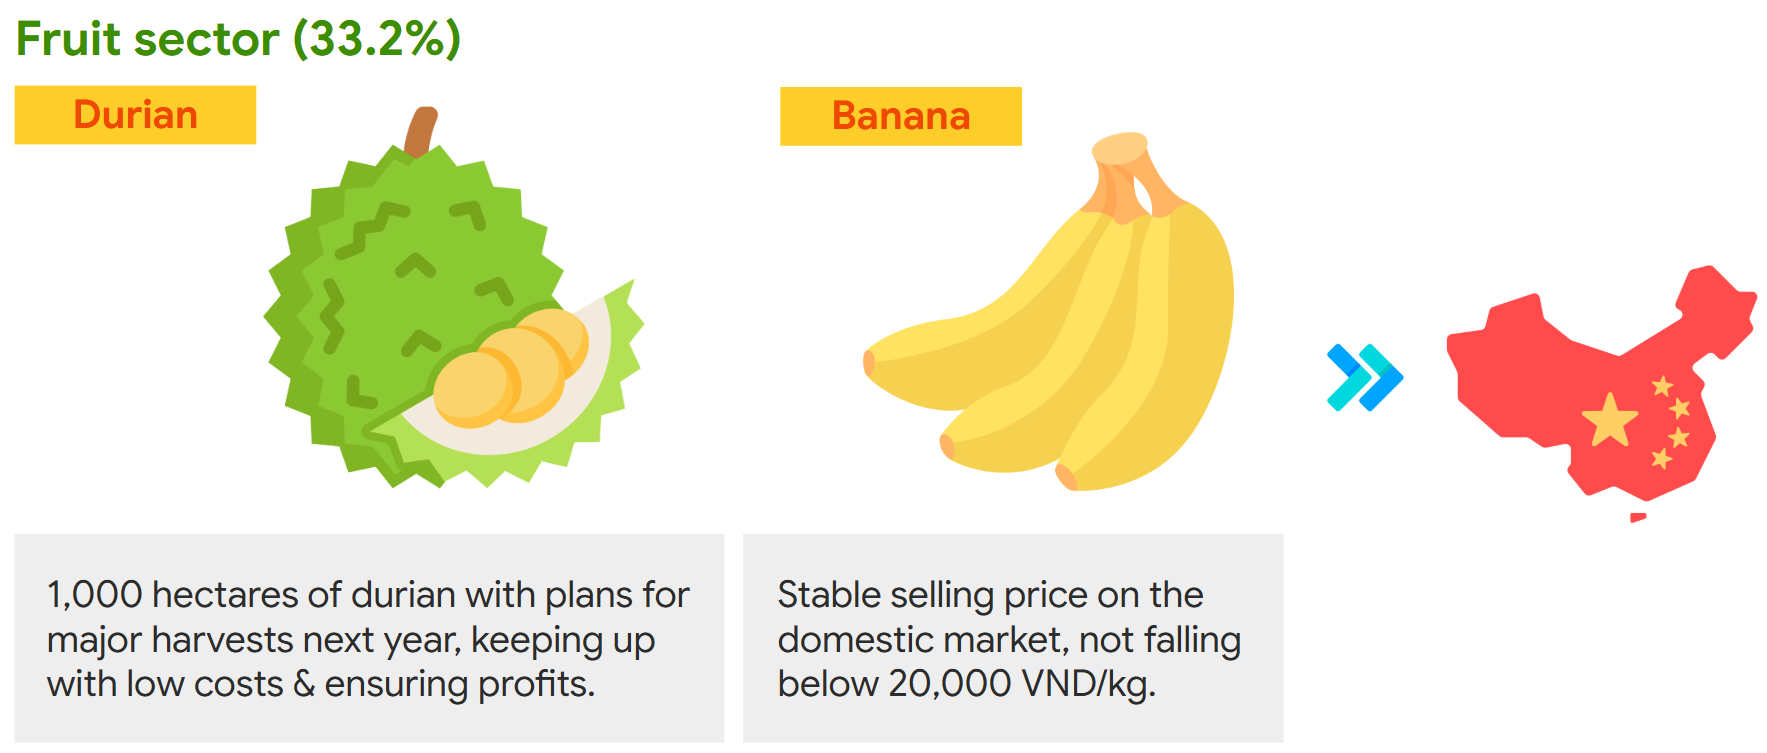 Fruit sector (33.2%)
Durian
Banana
1,000 hectares of durian with plans for
major harvests next year, keeping up
with low costs & ensuring profits.
Stable selling price on the
domestic market, not falling
below 20,000 VND/kg.